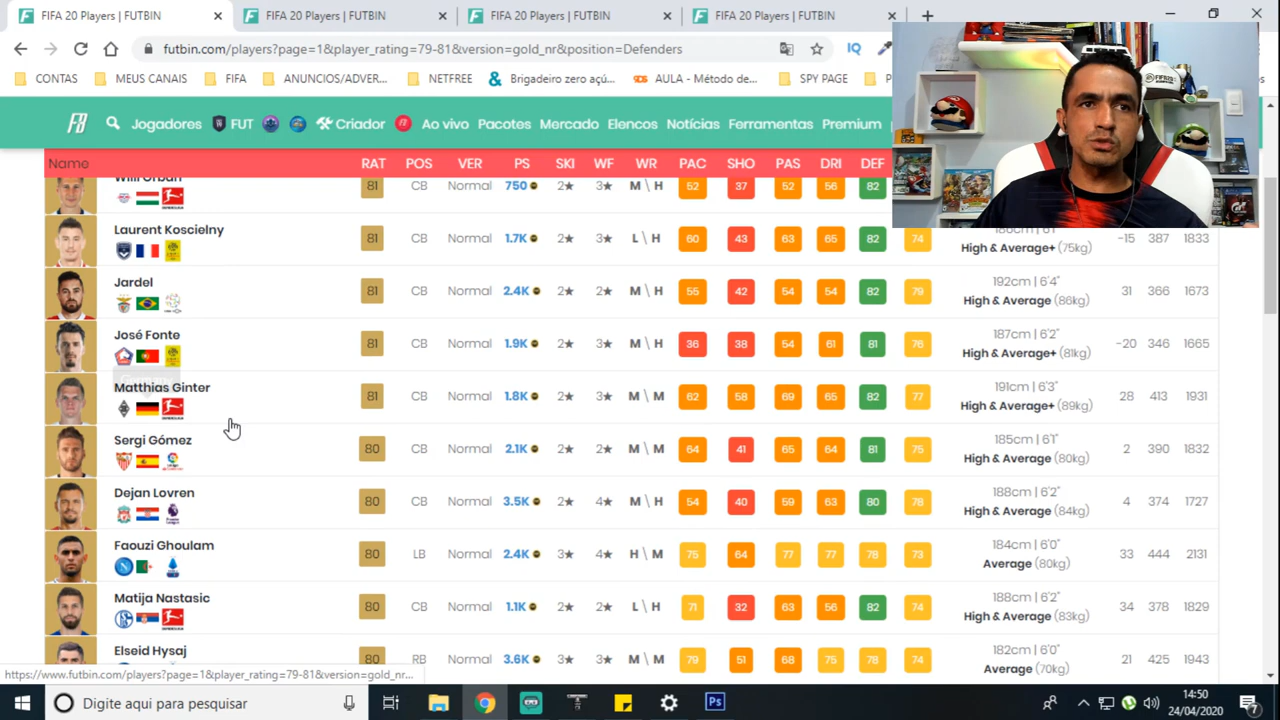 FIFA 20 Players | FUTBIN
FIFA 20 Players | FUTBIN
FIFA 20 Players | FUTBIN
FIFA 20 Players | FUTBIN
futbin.com/players?page=1&player_rating=79-81&version=gold_nr&position=Defenders
IQ
CONTAS MEUS CANAIS FIFA ANUNCIOS/ADVER... NETFREE Brigadeiro zero açú... AULA - Método de... SPY PAGE
Jogadores FUT Criador Ao vivo Pacotes Mercado Elencos Notícias Ferramentas Premium
Name RAT POS VER PS SKI WF WR PAC SHO PAS DRI DEF
81 CB Normal 750 2★ 3★ M \ H 52 37 52 56 82
Laurent Koscielny
81 CB Normal 1.7K 2★ 3★ L \ H 60 43 63 65 82 74 -15 387 1833
High & Average+ (75kg)
Jardel
81 CB Normal 2.4K 2★ 2★ M \ H 55 42 54 54 82 79 192cm | 6'4" 31 366 1673
High & Average (86kg)
José Fonte
81 CB Normal 1.9K 2★ 3★ M \ H 36 38 54 61 81 76 187cm | 6'2" -20 346 1665
High & Average+ (81kg)
Matthias Ginter
81 CB Normal 1.8K 2★ 3★ M \ M 62 58 69 65 82 77 191cm | 6'3" 28 413 1931
High & Average+ (89kg)
Sergi Gómez
80 CB Normal 2.1K 2★ 2★ M \ M 64 41 65 64 81 75 185cm | 6'1" 2 390 1832
High & Average (80kg)
Dejan Lovren
80 CB Normal 3.5K 2★ 4★ M \ H 54 40 59 63 80 78 188cm | 6'2" 4 374 1727
High & Average (84kg)
Faouzi Ghoulam
80 LB Normal 2.4K 3★ 4★ H \ M 75 64 77 77 78 73 184cm | 6'0" 33 444 2131
Average (80kg)
Matija Nastasic
80 CB Normal 1.1K 2★ 2★ L \ H 71 32 63 56 82 74 188cm | 6'2" 34 378 1829
High & Average (83kg)
Elseid Hysaj
80 RB Normal 3.6K 3★ 3★ M \ M 79 51 68 75 78 74 182cm | 6'0" 21 425 1943
Average (70kg)
https://www.futbin.com/players?page=1&player_rating=79-81&version=gold_nr...
Digite aqui para pesquisar
Ps
14:50
24/04/2020
7